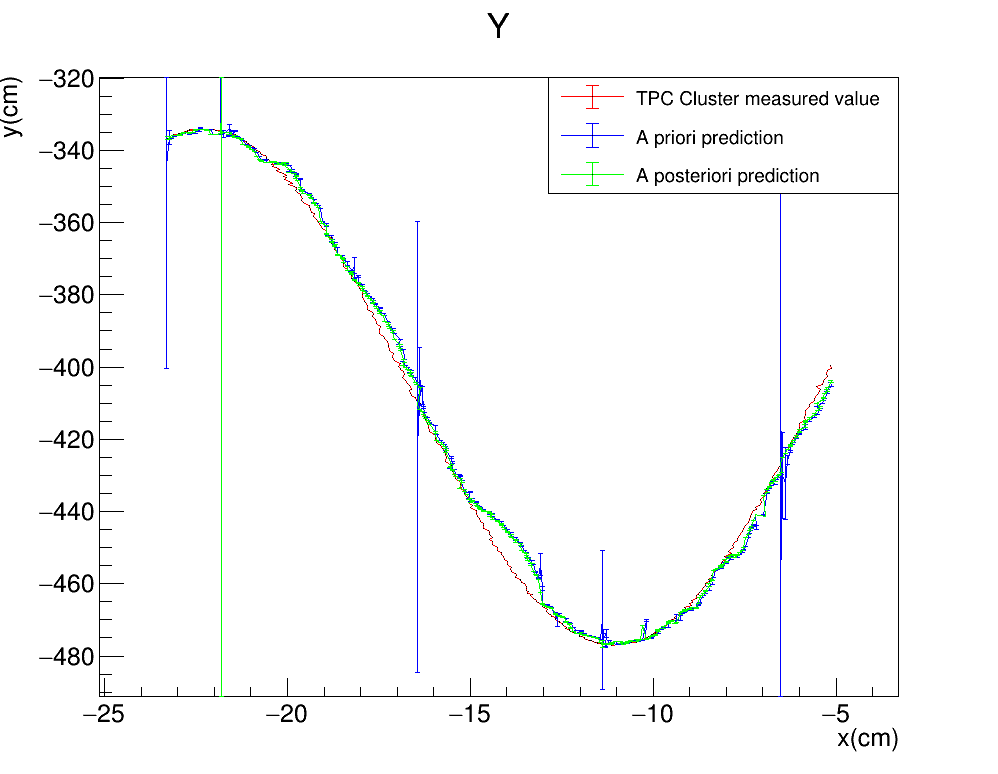 Y
y(cm)
TPC Cluster measured value
A priori prediction
A posteriori prediction
−320
−340
−360
−380
−400
−420
−440
−460
−480
−25 −20 −15 −10 −5
x(cm)